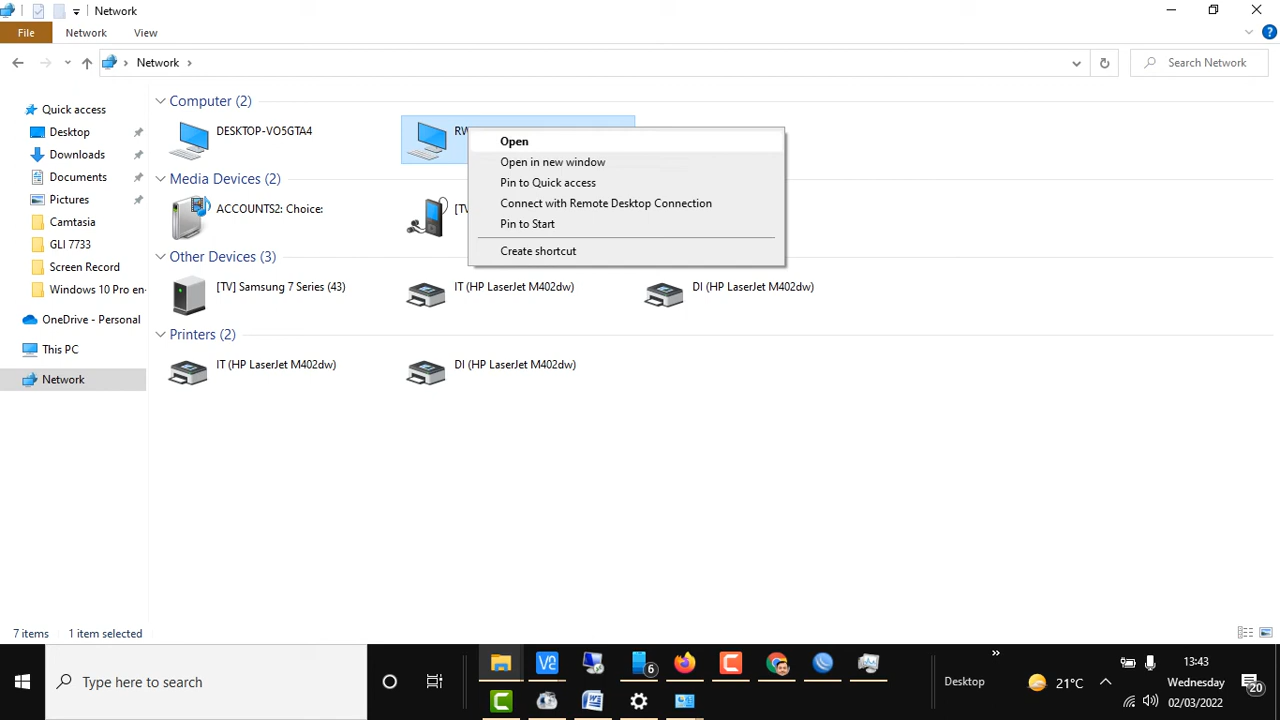 Network
File
Network
View
Network
Search Network
Quick access
Desktop
Downloads
Documents
Pictures
Camtasia
GLI 7733
Screen Record
Windows 10 Pro en-
OneDrive - Personal
This PC
Network
Computer (2)
DESKTOP-VO5GTA4
Media Devices (2)
ACCOUNTS2: Choice:
Other Devices (3)
[TV] Samsung 7 Series (43)
IT (HP LaserJet M402dw)
DI (HP LaserJet M402dw)
Printers (2)
IT (HP LaserJet M402dw)
DI (HP LaserJet M402dw)
Open
Open in new window
Pin to Quick access
Connect with Remote Desktop Connection
Pin to Start
Create shortcut
7 items
1 item selected
Type here to search
6
Desktop
21°C
13:43
Wednesday
02/03/2022
20